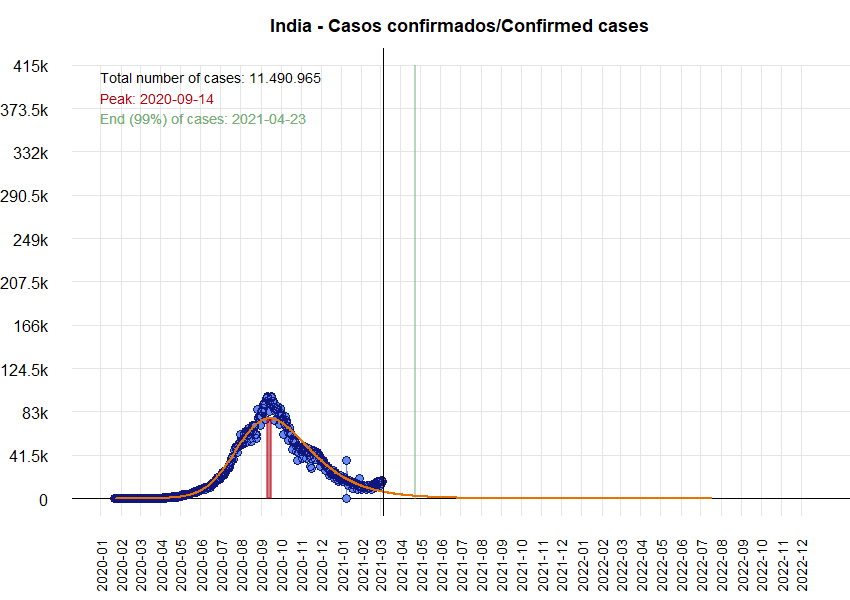 India - Casos confirmados/Confirmed cases
415k
373.5k
332k
290.5k
249k
207.5k
166k
124.5k
83k
41.5k
0
Total number of cases: 11.490.965
Peak: 2020-09-14
End (99%) of cases: 2021-04-23
2020-01
2020-02
2020-03
2020-04
2020-05
2020-06
2020-07
2020-08
2020-09
2020-10
2020-11
2020-12
2021-01
2021-02
2021-03
2021-04
2021-05
2021-06
2021-07
2021-08
2021-09
2021-10
2021-11
2021-12
2022-01
2022-02
2022-03
2022-04
2022-05
2022-06
2022-07
2022-08
2022-09
2022-10
2022-11
2022-12